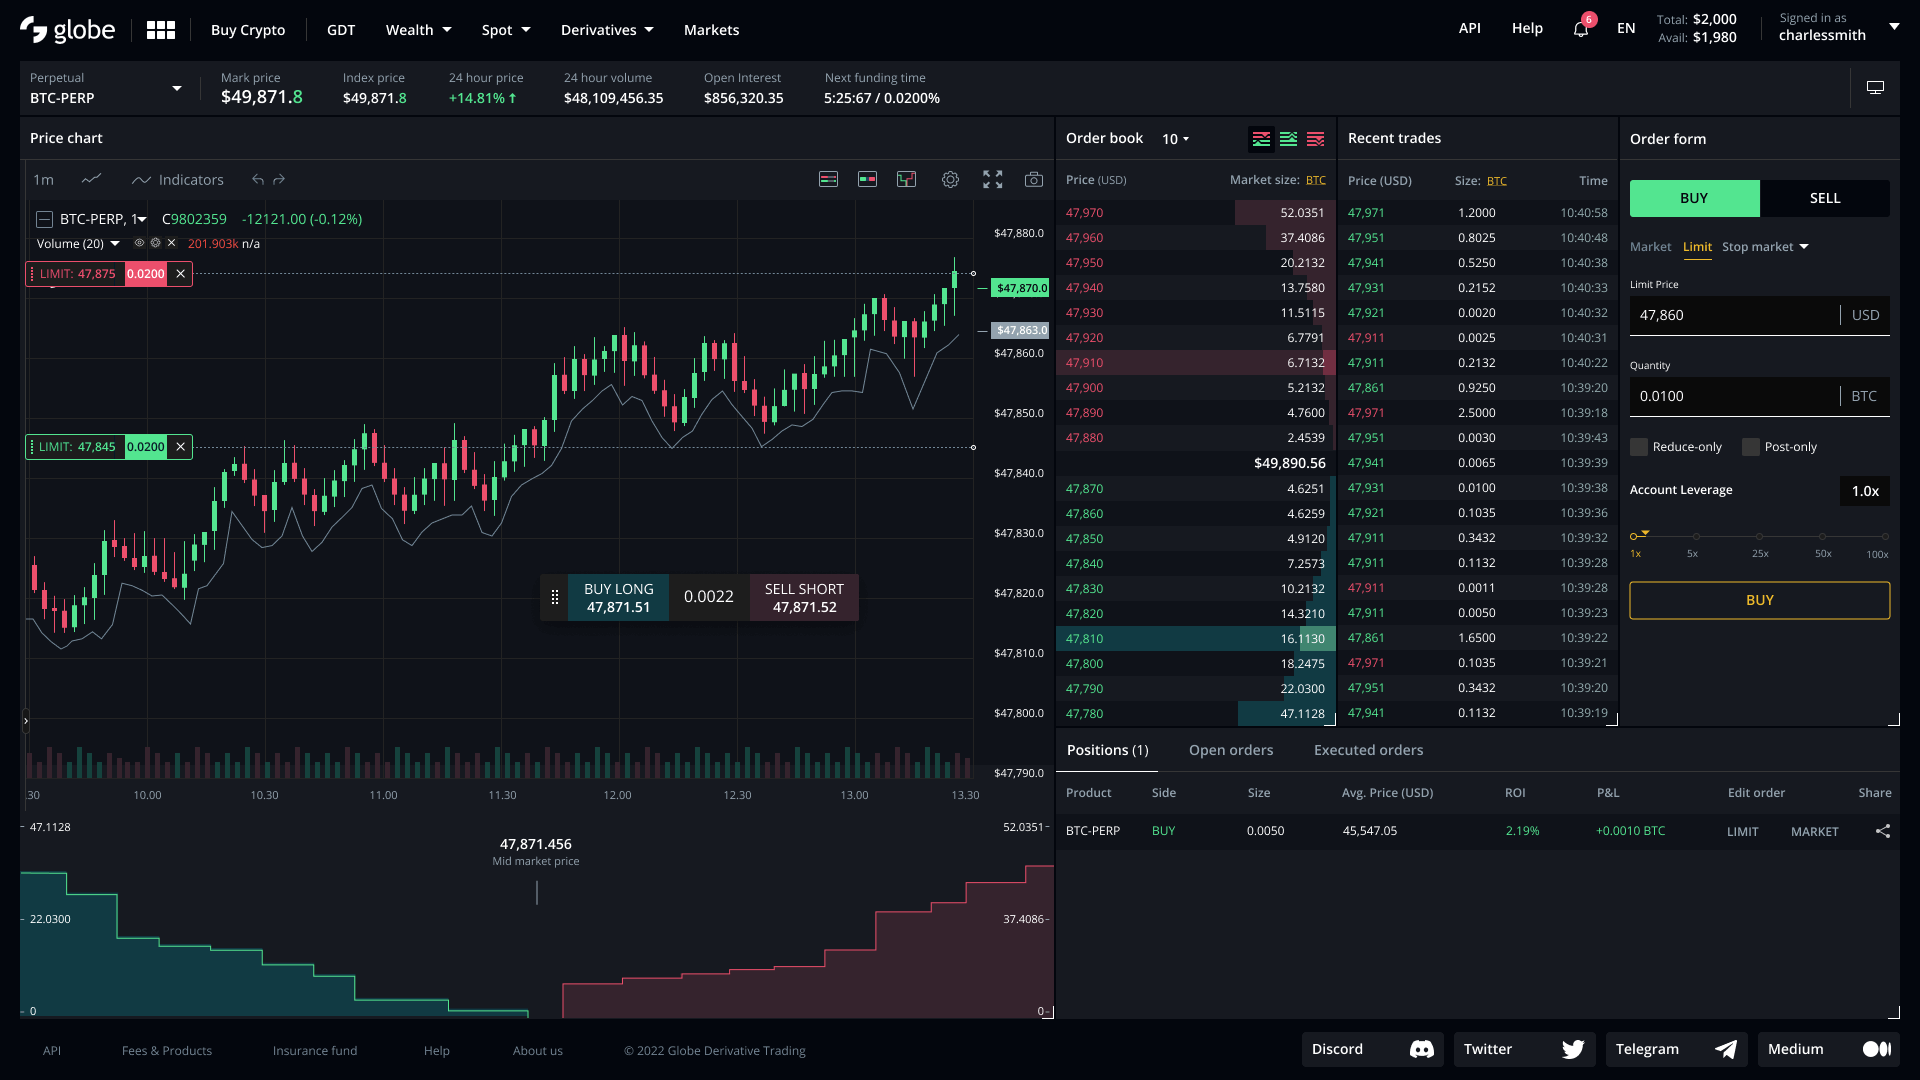 globe
Buy Crypto
GDT
Wealth
Spot
Derivatives
Markets
API
Help
6
EN
Total: $2,000
Avail: $1,980
Signed in as
charlessmith
Perpetual
BTC-PERP
Mark price
$49,871.8
Index price
$49,871.8
24 hour price
+14.81%
24 hour volume
$48,109,456.35
Open Interest
$856,320.35
Next funding time
5:25:67 / 0.0200%
Price chart
1m
Indicators
BTC-PERP, 1
C9802359 -12121.00 (-0.12%)
Volume (20)
201.903k n/a
LIMIT: 47,875 0.0200
LIMIT: 47,845 0.0200
$47,880.0
$47,870.0
$47,863.0
$47,860.0
$47,850.0
$47,840.0
$47,830.0
$47,820.0
$47,810.0
$47,800.0
$47,790.0
BUY LONG
47,871.51
0.0022
SELL SHORT
47,871.52
30 10.00 10.30 11.00 11.30 12.00 12.30 13.00 13.30
47.1128
22.0300
0
47,871.456
Mid market price
52.0351
37.4086
0
Order book 10
Price (USD) Market size: BTC
47,970 52.0351
47,960 37.4086
47,950 20.2132
47,940 13.7580
47,930 11.5115
47,920 6.7791
47,910 6.7132
47,900 5.2132
47,890 4.7600
47,880 2.4539
$49,890.56
47,870 4.6251
47,860 4.6259
47,850 4.9120
47,840 7.2573
47,830 10.2132
47,820 14.3210
47,810 16.1130
47,800 18.2475
47,790 22.0300
47,780 47.1128
Recent trades
Price (USD) Size: BTC Time
47,971 1.2000 10:40:58
47,951 0.8025 10:40:48
47,941 0.5250 10:40:38
47,931 0.2152 10:40:33
47,921 0.0020 10:40:32
47,911 0.0025 10:40:31
47,911 0.2132 10:40:22
47,861 0.9250 10:39:20
47,971 2.5000 10:39:18
47,951 0.0030 10:39:43
47,941 0.0065 10:39:39
47,931 0.0100 10:39:38
47,921 0.1035 10:39:36
47,911 0.3432 10:39:32
47,911 0.1132 10:39:28
47,911 0.0011 10:39:28
47,911 0.0050 10:39:23
47,861 1.6500 10:39:22
47,971 0.1035 10:39:21
47,951 0.3432 10:39:20
47,941 0.1132 10:39:19
Order form
BUY SELL
Market Limit Stop market
Limit Price
47,860 USD
Quantity
0.0100 BTC
Reduce-only Post-only
Account Leverage 1.0x
1x 5x 25x 50x 100x
BUY
Positions (1) Open orders Executed orders
Product Side Size Avg. Price (USD) ROI P&L Edit order Share
BTC-PERP BUY 0.0050 45,547.05 2.19% +0.0010 BTC LIMIT MARKET
API
Fees & Products
Insurance fund
Help
About us
© 2022 Globe Derivative Trading
Discord
Twitter
Telegram
Medium